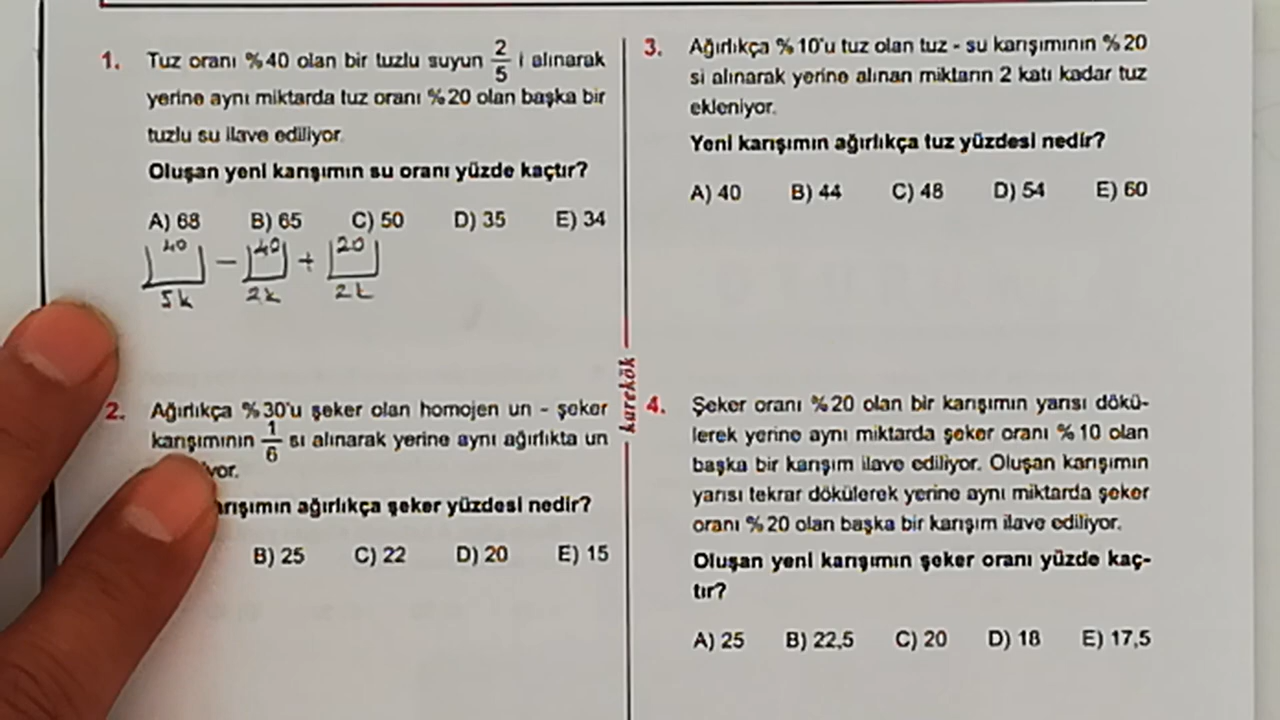 1. Tuz oranı %40 olan bir tuzlu suyun 2/5 i alınarak
yerine aynı miktarda tuz oranı %20 olan başka bir
tuzlu su ilave ediliyor.
Oluşan yeni karışımın su oranı yüzde kaçtır?
A) 68 B) 65 C) 50 D) 35 E) 34
40 - 40 + 20
5k 2k 2k
2. Ağırlıkça %30'u şeker olan homojen un - şeker
karışımının 1/6 sı alınarak yerine aynı ağırlıkta un
yor.
arışımın ağırlıkça şeker yüzdesi nedir?
B) 25 C) 22 D) 20 E) 15
karekök
3. Ağırlıkça %10'u tuz olan tuz - su karışımının %20
si alınarak yerine alınan miktarın 2 katı kadar tuz
ekleniyor.
Yeni karışımın ağırlıkça tuz yüzdesi nedir?
A) 40 B) 44 C) 48 D) 54 E) 60
4. Şeker oranı %20 olan bir karışımın yarısı dökü-
lerek yerine aynı miktarda şeker oranı %10 olan
başka bir karışım ilave ediliyor. Oluşan karışımın
yarısı tekrar dökülerek yerine aynı miktarda şeker
oranı %20 olan başka bir karışım ilave ediliyor.
Oluşan yeni karışımın şeker oranı yüzde kaç-
tır?
A) 25 B) 22,5 C) 20 D) 18 E) 17,5